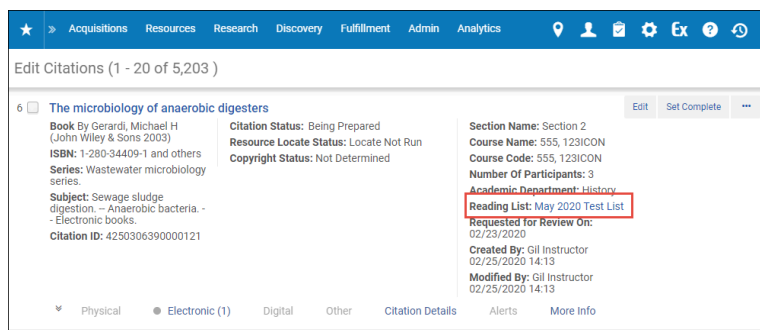 Acquisitions Resources Research Discovery Fulfillment Admin Analytics Ex ?
Edit Citations (1 - 20 of 5,203 )
6 The microbiology of anaerobic digesters
Edit Set Complete ...
Book By Gerardi, Michael H
(John Wiley & Sons
2003)
ISBN: 1-280-34409-1 and others
Series: Wastewater microbiology
series.
Subject: Sewage sludge
digestion. -- Anaerobic bacteria. -
- Electronic books.
Citation ID: 4250306390000121
Citation Status: Being Prepared
Resource Locate Status: Locate Not Run
Copyright Status: Not Determined
Section Name: Section 2
Course Name: 555, 123ICON
Course Code: 555, 123ICON
Number Of Participants: 3
Academic Department: History
Reading List: May 2020 Test List
Requested for Review On:
02/23/2020
Created By: Gil Instructor
02/25/2020 14:13
Modified By: Gil Instructor
02/25/2020 14:13
Physical Electronic (1) Digital Other Citation Details Alerts More Info